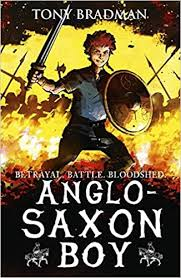 TONY BRADMAN
BETRAYAL. BATTLE. BLOODSHED.
ANGLO-
SAXON
BOY